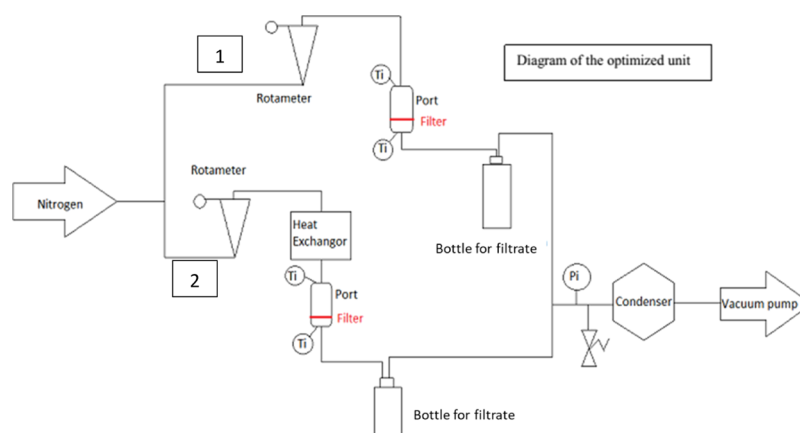 1
Diagram of the optimized unit
Rotameter
Ti
Port
Filter
Ti
Rotameter
Nitrogen
Heat
Exchangor
Bottle for filtrate
2
Ti
Port
Filter
Ti
Pi
Condenser
Vacuum pump
Bottle for filtrate